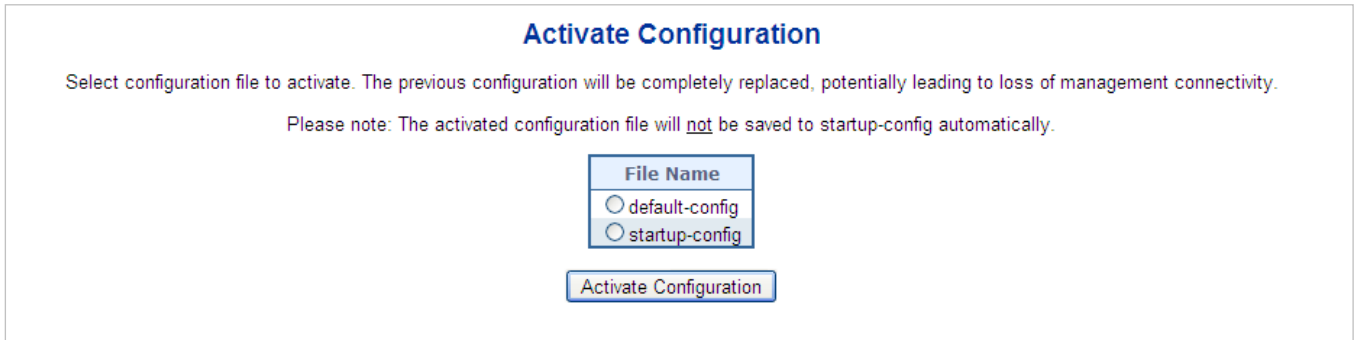 Activate Configuration
Select configuration file to activate. The previous configuration will be completely replaced, potentially leading to loss of management connectivity.
Please note: The activated configuration file will not be saved to startup-config automatically.
File Name
default-config
startup-config
Activate Configuration